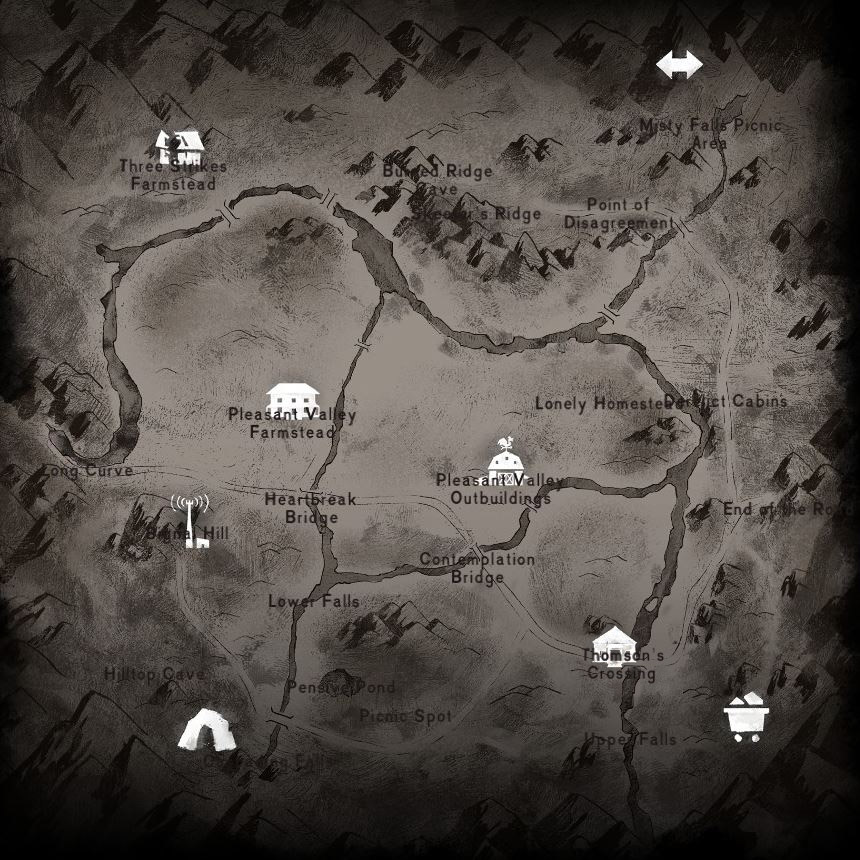 Misty Falls Picnic
Area
Three Strikes
Farmstead
Burned Ridge
Cave
Skeeter's Ridge
Point of
Disagreement
Lonely Homestead
Derelict Cabins
Pleasant Valley
Farmstead
Long Curve
Pleasant Valley
Outbuildings
Heartbreak
Bridge
End of the Road
Signal Hill
Contemplation
Bridge
Lower Falls
Thomson's
Crossing
Hilltop Cave
Pensive Pond
Picnic Spot
Upper Falls